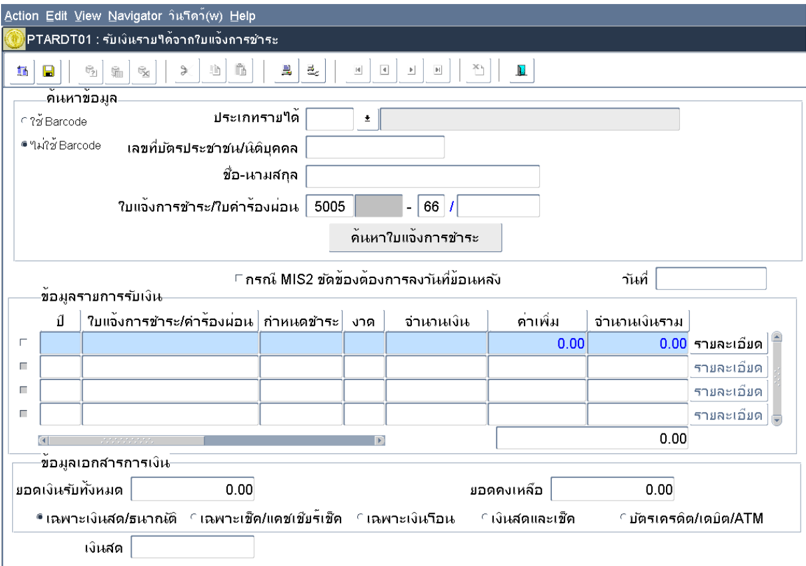 Action Edit View Navigator วินโดว์(w) Help
PTARDT01 : รับเงินรายได้จากใบแจ้งการชำระ
ค้นหาข้อมูล
ใช้ Barcode
ประเภทรายได้
ไม่ใช้ Barcode
เลขที่บัตรประชาชน/นิติบุคคล
ชื่อ-นามสกุล
ใบแจ้งการชำระ/ใบคำร้องผ่อน 5005 - 66 /
ค้นหาใบแจ้งการชำระ
กรณี MIS2 ขัดข้องต้องการลงวันที่ย้อนหลัง วันที่
ข้อมูลรายการรับเงิน
ปี ใบแจ้งการชำระ/คำร้องผ่อน กำหนดชำระ งวด จำนวนเงิน ค่าเพิ่ม จำนวนเงินรวม
0.00 0.00 รายละเอียด
รายละเอียด
รายละเอียด
รายละเอียด
0.00
ข้อมูลเอกสารการเงิน
ยอดเงินรับทั้งหมด 0.00 ยอดคงเหลือ 0.00
เฉพาะเงินสด/ธนาณัติ เฉพาะเช็ค/แคชเชียร์เช็ค เฉพาะเงินโอน เงินสดและเช็ค บัตรเครดิต/เดบิต/ATM
เงินสด